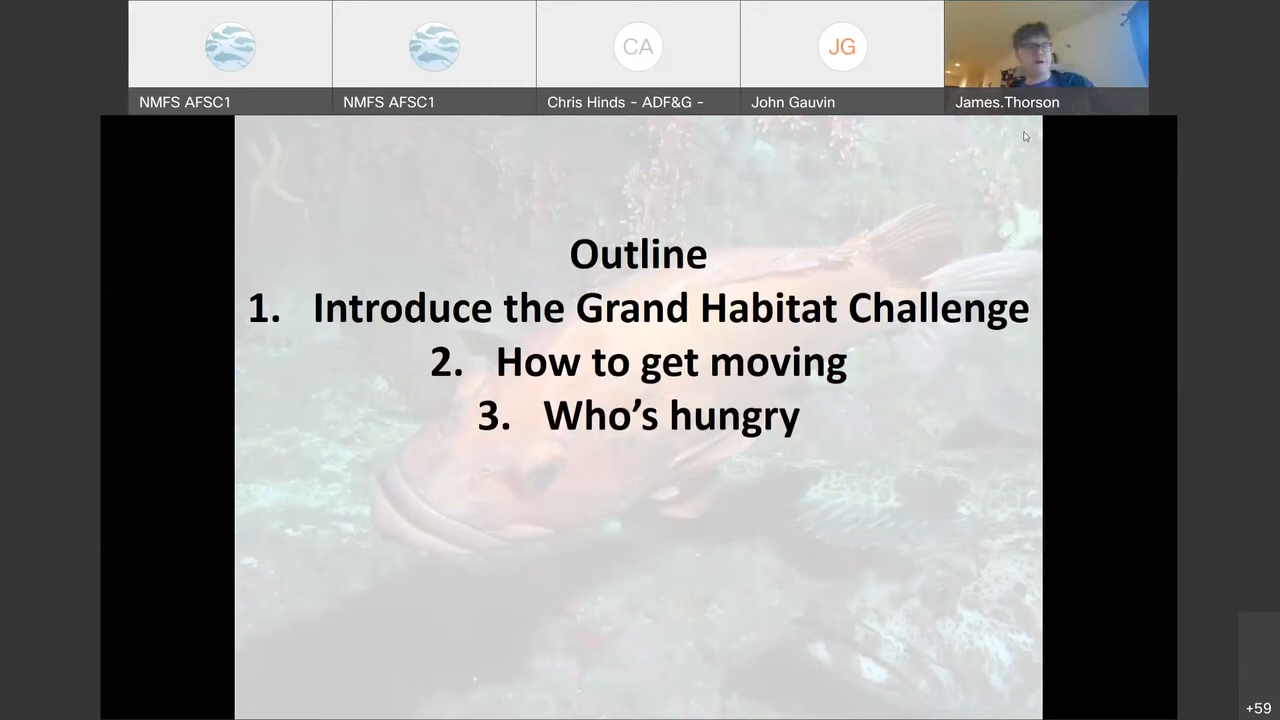 CA
JG
NMFS AFSC1
NMFS AFSC1
Chris Hinds - ADF&G -
John Gauvin
James.Thorson
Outline
1. Introduce the Grand Habitat Challenge
2. How to get moving
3. Who’s hungry
+59